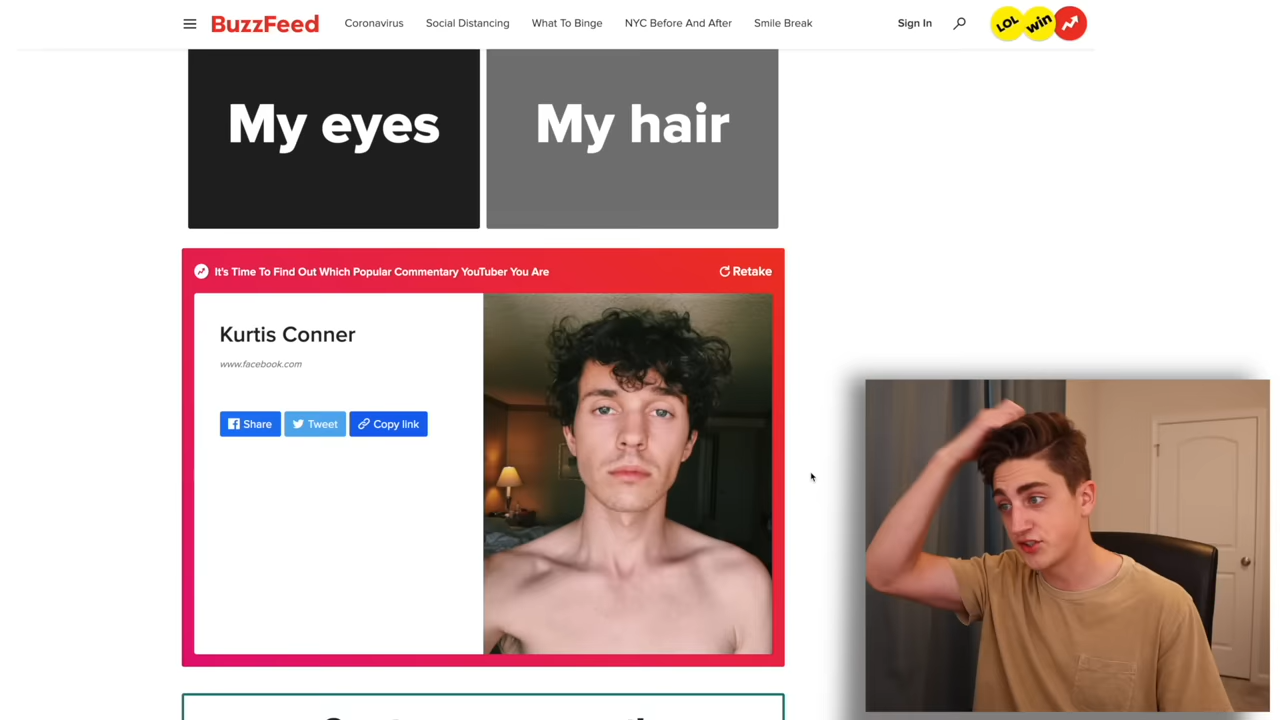 BuzzFeed
Coronavirus
Social Distancing
What To Binge
NYC Before And After
Smile Break
Sign In
LOL
win
My eyes
My hair
It's Time To Find Out Which Popular Commentary YouTuber You Are
Retake
Kurtis Conner
www.facebook.com
Share
Tweet
Copy link